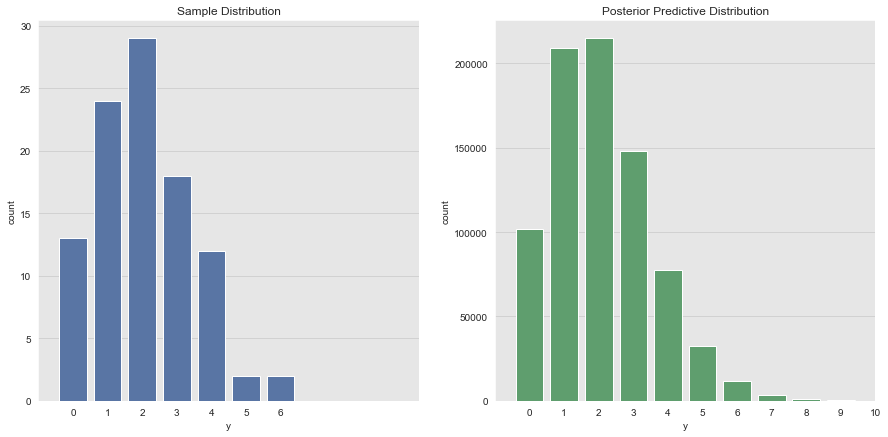 Sample Distribution
30
25
20
15
10
5
0
count
0 1 2 3 4 5 6
y
Posterior Predictive Distribution
200000
150000
100000
50000
0
count
0 1 2 3 4 5 6 7 8 9 10
y